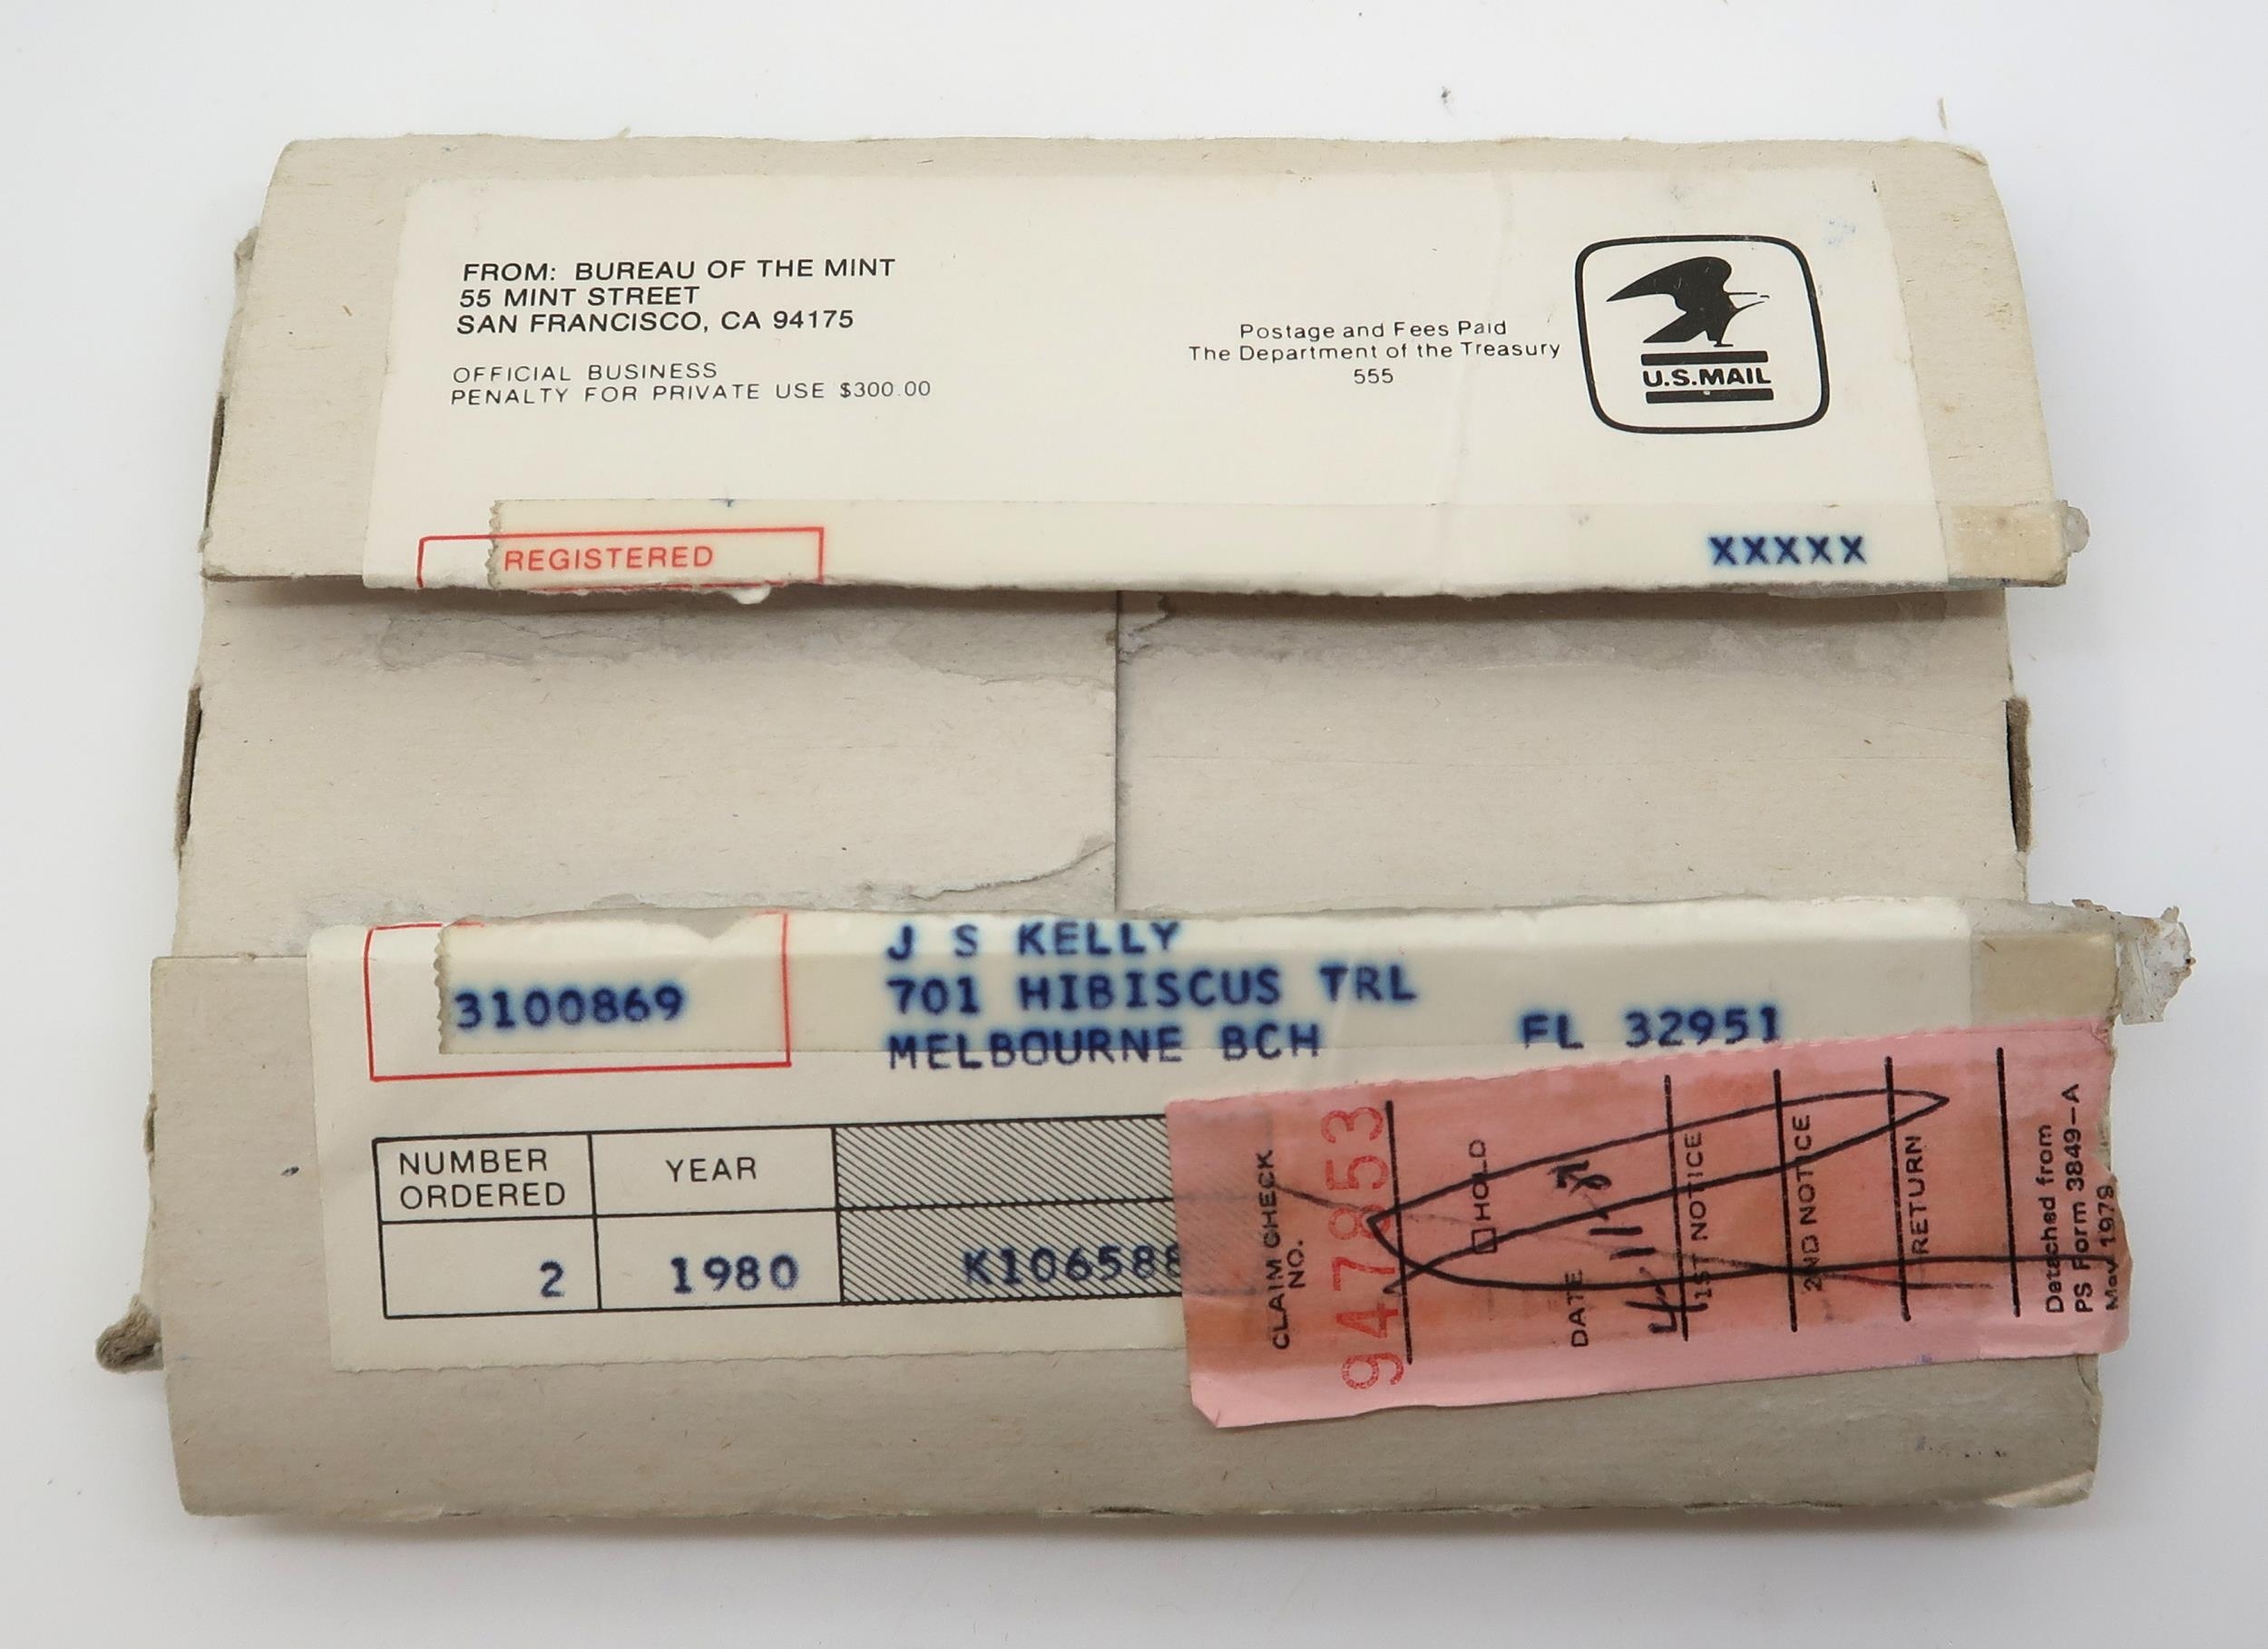 FROM: BUREAU OF THE MINT
55 MINT STREET
SAN FRANCISCO, CA 94175
OFFICIAL BUSINESS
PENALTY FOR PRIVATE USE $300.00
Postage and Fees Paid
The Department of the Treasury
555
U.S.MAIL
REGISTERED
XXXXX
3100869
J S KELLY
701 HIBISCUS TRL
MELBOURNE BCH FL 32951
NUMBER ORDERED
YEAR
2
1980
CLAIM CHECK
NO.
947853
HOLD
DATE
1ST NOTICE
2ND NOTICE
RETURN
Detached from
PS Form 3849-A
May 1979